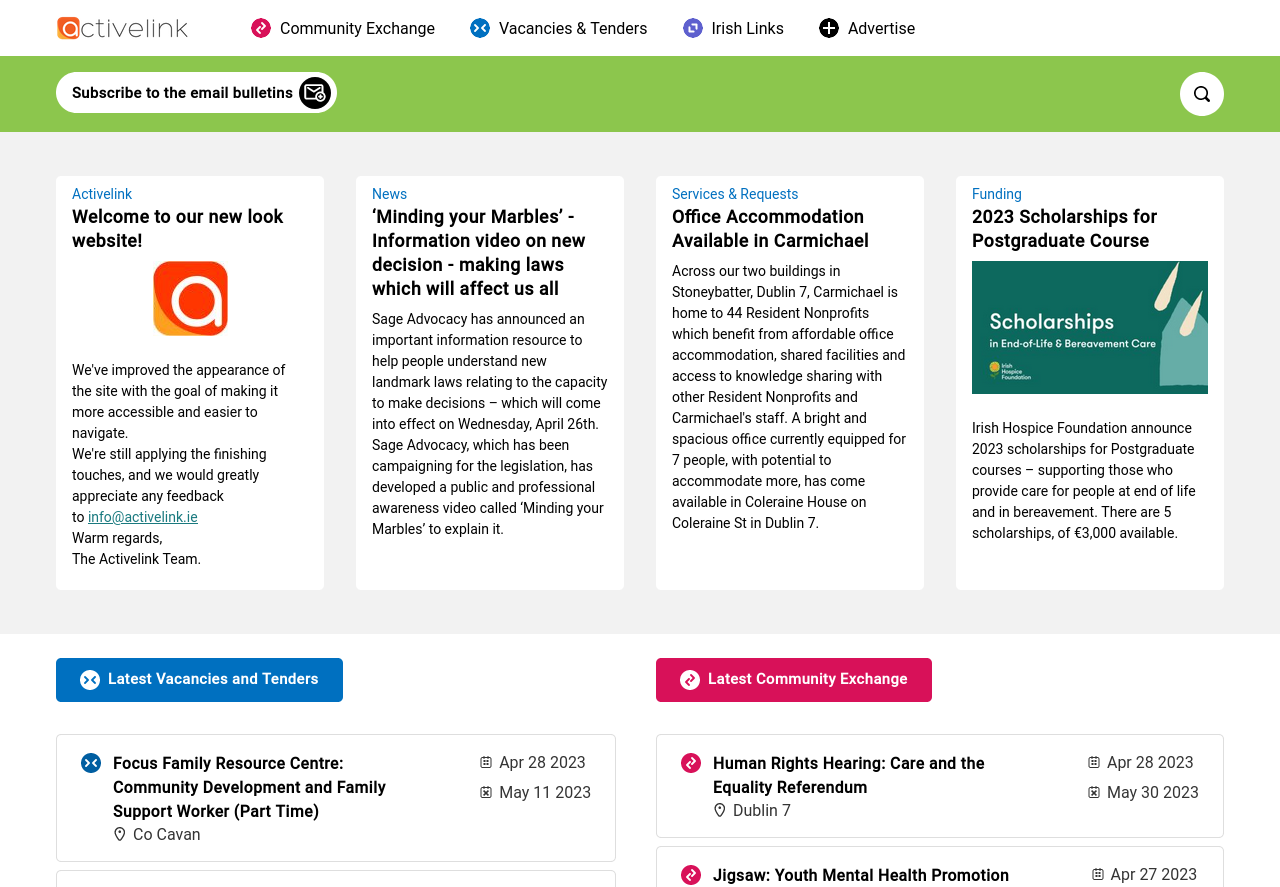 activelink
Community Exchange
Vacancies & Tenders
Irish Links
Advertise
Subscribe to the email bulletins
Activelink
Welcome to our new look
website!
We've improved the appearance of
the site with the goal of making it
more accessible and easier to
navigate.
We're still applying the finishing
touches, and we would greatly
appreciate any feedback
to info@activelink.ie
Warm regards,
The Activelink Team.
News
‘Minding your Marbles’ -
Information video on new
decision - making laws
which will affect us all
Sage Advocacy has announced an
important information resource to
help people understand new
landmark laws relating to the capacity
to make decisions – which will come
into effect on Wednesday, April 26th.
Sage Advocacy, which has been
campaigning for the legislation, has
developed a public and professional
awareness video called ‘Minding your
Marbles’ to explain it.
Services & Requests
Office Accommodation
Available in Carmichael
Across our two buildings in
Stoneybatter, Dublin 7, Carmichael is
home to 44 Resident Nonprofits
which benefit from affordable office
accommodation, shared facilities and
access to knowledge sharing with
other Resident Nonprofits and
Carmichael's staff. A bright and
spacious office currently equipped for
7 people, with potential to
accommodate more, has come
available in Coleraine House on
Coleraine St in Dublin 7.
Funding
2023 Scholarships for
Postgraduate Course
Scholarships
in End-of-Life & Bereavement Care
Irish
Hospice
Foundation
Irish Hospice Foundation announce
2023 scholarships for Postgraduate
courses – supporting those who
provide care for people at end of life
and in bereavement. There are 5
scholarships, of €3,000 available.
Latest Vacancies and Tenders
Focus Family Resource Centre:
Community Development and Family
Support Worker (Part Time)
Co Cavan
Apr 28 2023
May 11 2023
Latest Community Exchange
Human Rights Hearing: Care and the
Equality Referendum
Dublin 7
Apr 28 2023
May 30 2023
Jigsaw: Youth Mental Health Promotion
Apr 27 2023